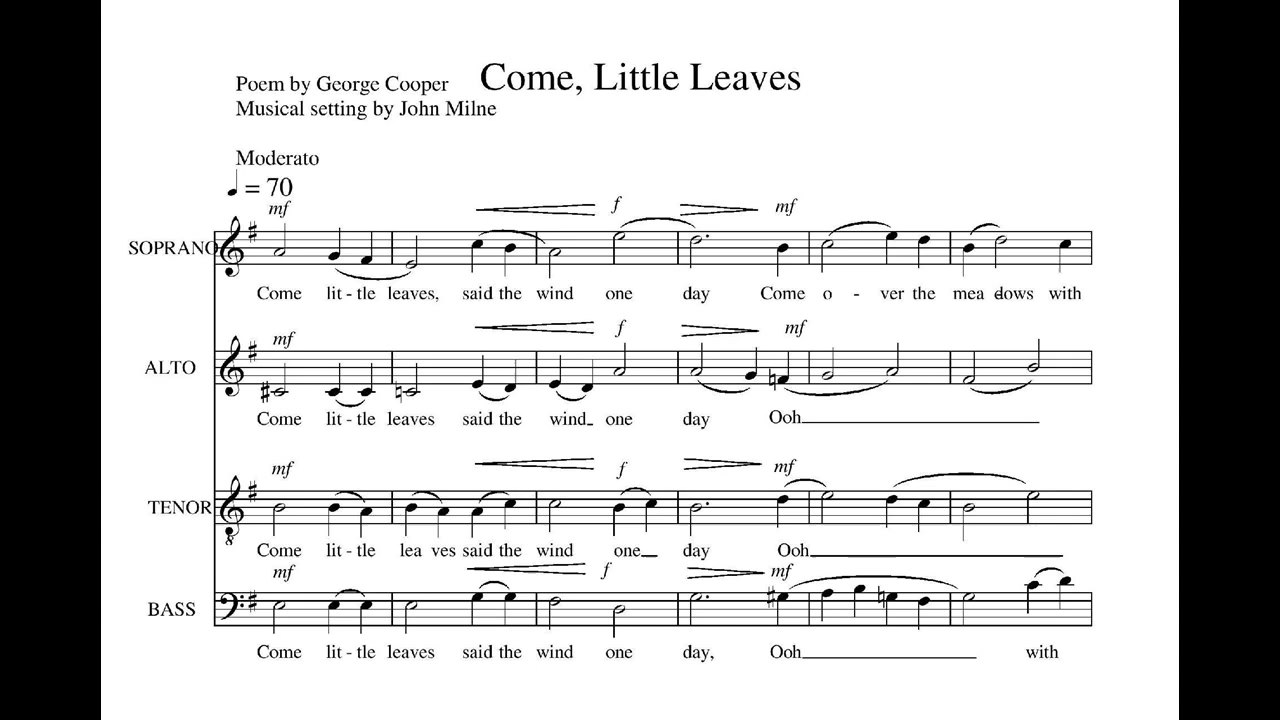 Come, Little Leaves
Poem by George Cooper
Musical setting by John Milne
Moderato
= 70
mf f mf
SOPRANO
Come lit - tle leaves, said the wind one day Come o - ver the mea - dows with
mf f mf
ALTO
Come lit - tle leaves said the wind_ one day Ooh
mf f mf
TENOR
8
Come lit - tle lea ves said the wind one_ day Ooh
mf f mf
BASS
Come lit - tle leaves said the wind one day, Ooh with